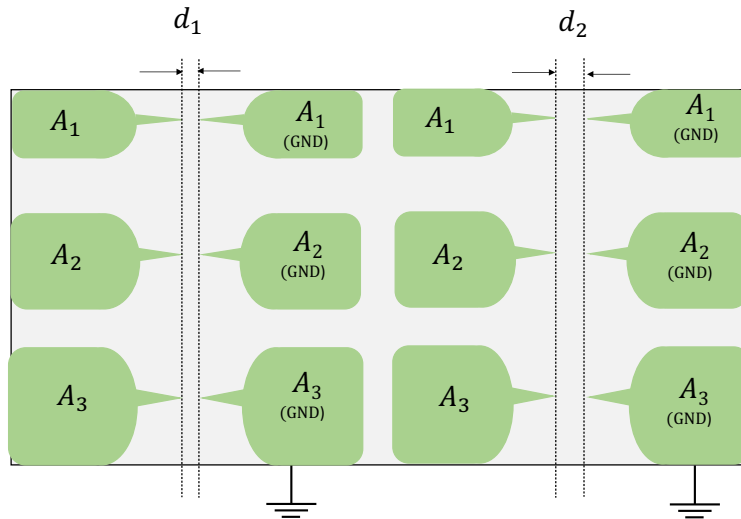 d₁ d₂
A₁ A₁ A₁ A₁
(GND) (GND)
A₂ A₂ A₂ A₂
(GND) (GND)
A₃ A₃ A₃ A₃
(GND) (GND)